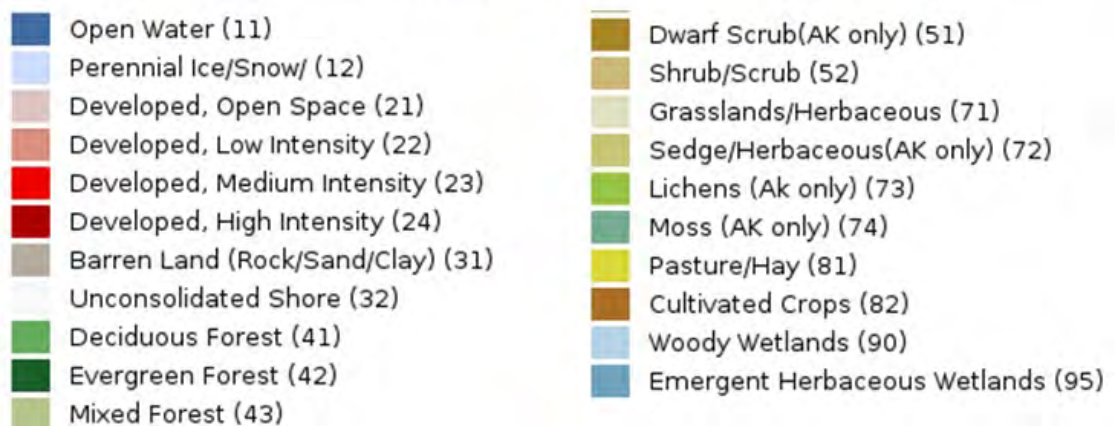 Open Water (11)
Perennial Ice/Snow/ (12)
Developed, Open Space (21)
Developed, Low Intensity (22)
Developed, Medium Intensity (23)
Developed, High Intensity (24)
Barren Land (Rock/Sand/Clay) (31)
Unconsolidated Shore (32)
Deciduous Forest (41)
Evergreen Forest (42)
Mixed Forest (43)
Dwarf Scrub(AK only) (51)
Shrub/Scrub (52)
Grasslands/Herbaceous (71)
Sedge/Herbaceous(AK only) (72)
Lichens (Ak only) (73)
Moss (AK only) (74)
Pasture/Hay (81)
Cultivated Crops (82)
Woody Wetlands (90)
Emergent Herbaceous Wetlands (95)